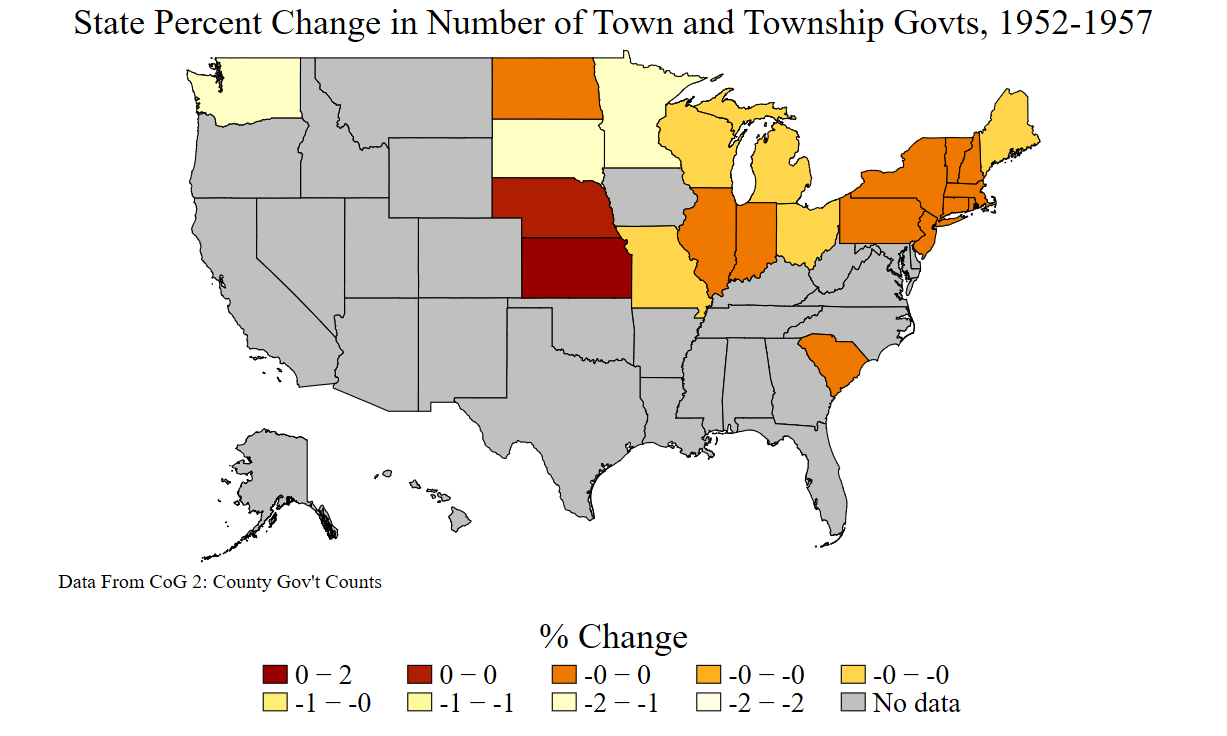 State Percent Change in Number of Town and Township Govts, 1952-1957
Data From CoG 2: County Gov't Counts
% Change
0 − 2 0 − 0 -0 − 0 -0 − -0 -0 − -0
-1 − -0 -1 − -1 -2 − -1 -2 − -2 No data